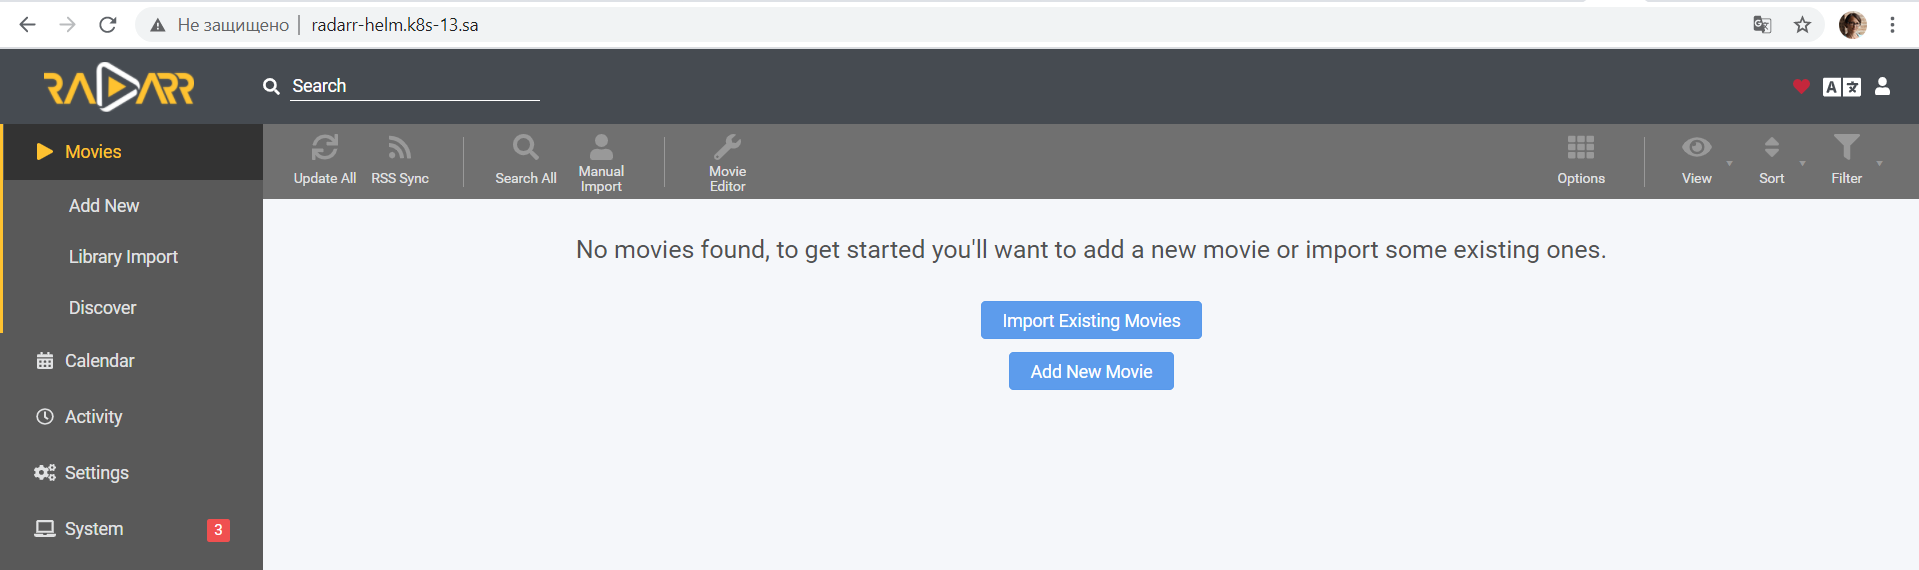 Не защищено | radarr-helm.k8s-13.sa
RADARR
Search
A文
Movies
Add New
Library Import
Discover
Calendar
Activity
Settings
System 3
Update All RSS Sync Search All Manual Import Movie Editor Options View Sort Filter
No movies found, to get started you'll want to add a new movie or import some existing ones.
Import Existing Movies
Add New Movie